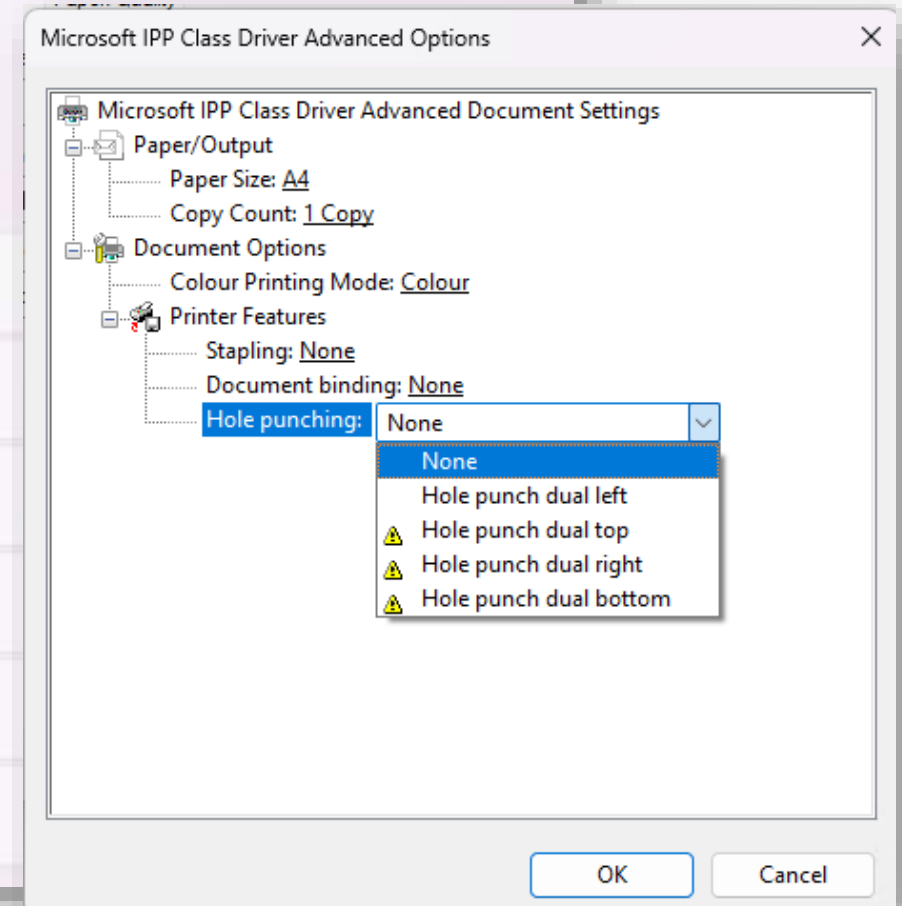 Microsoft IPP Class Driver Advanced Options
Microsoft IPP Class Driver Advanced Document Settings
Paper/Output
Paper Size: A4
Copy Count: 1 Copy
Document Options
Colour Printing Mode: Colour
Printer Features
Stapling: None
Document binding: None
Hole punching: None
None
Hole punch dual left
Hole punch dual top
Hole punch dual right
Hole punch dual bottom
OK Cancel